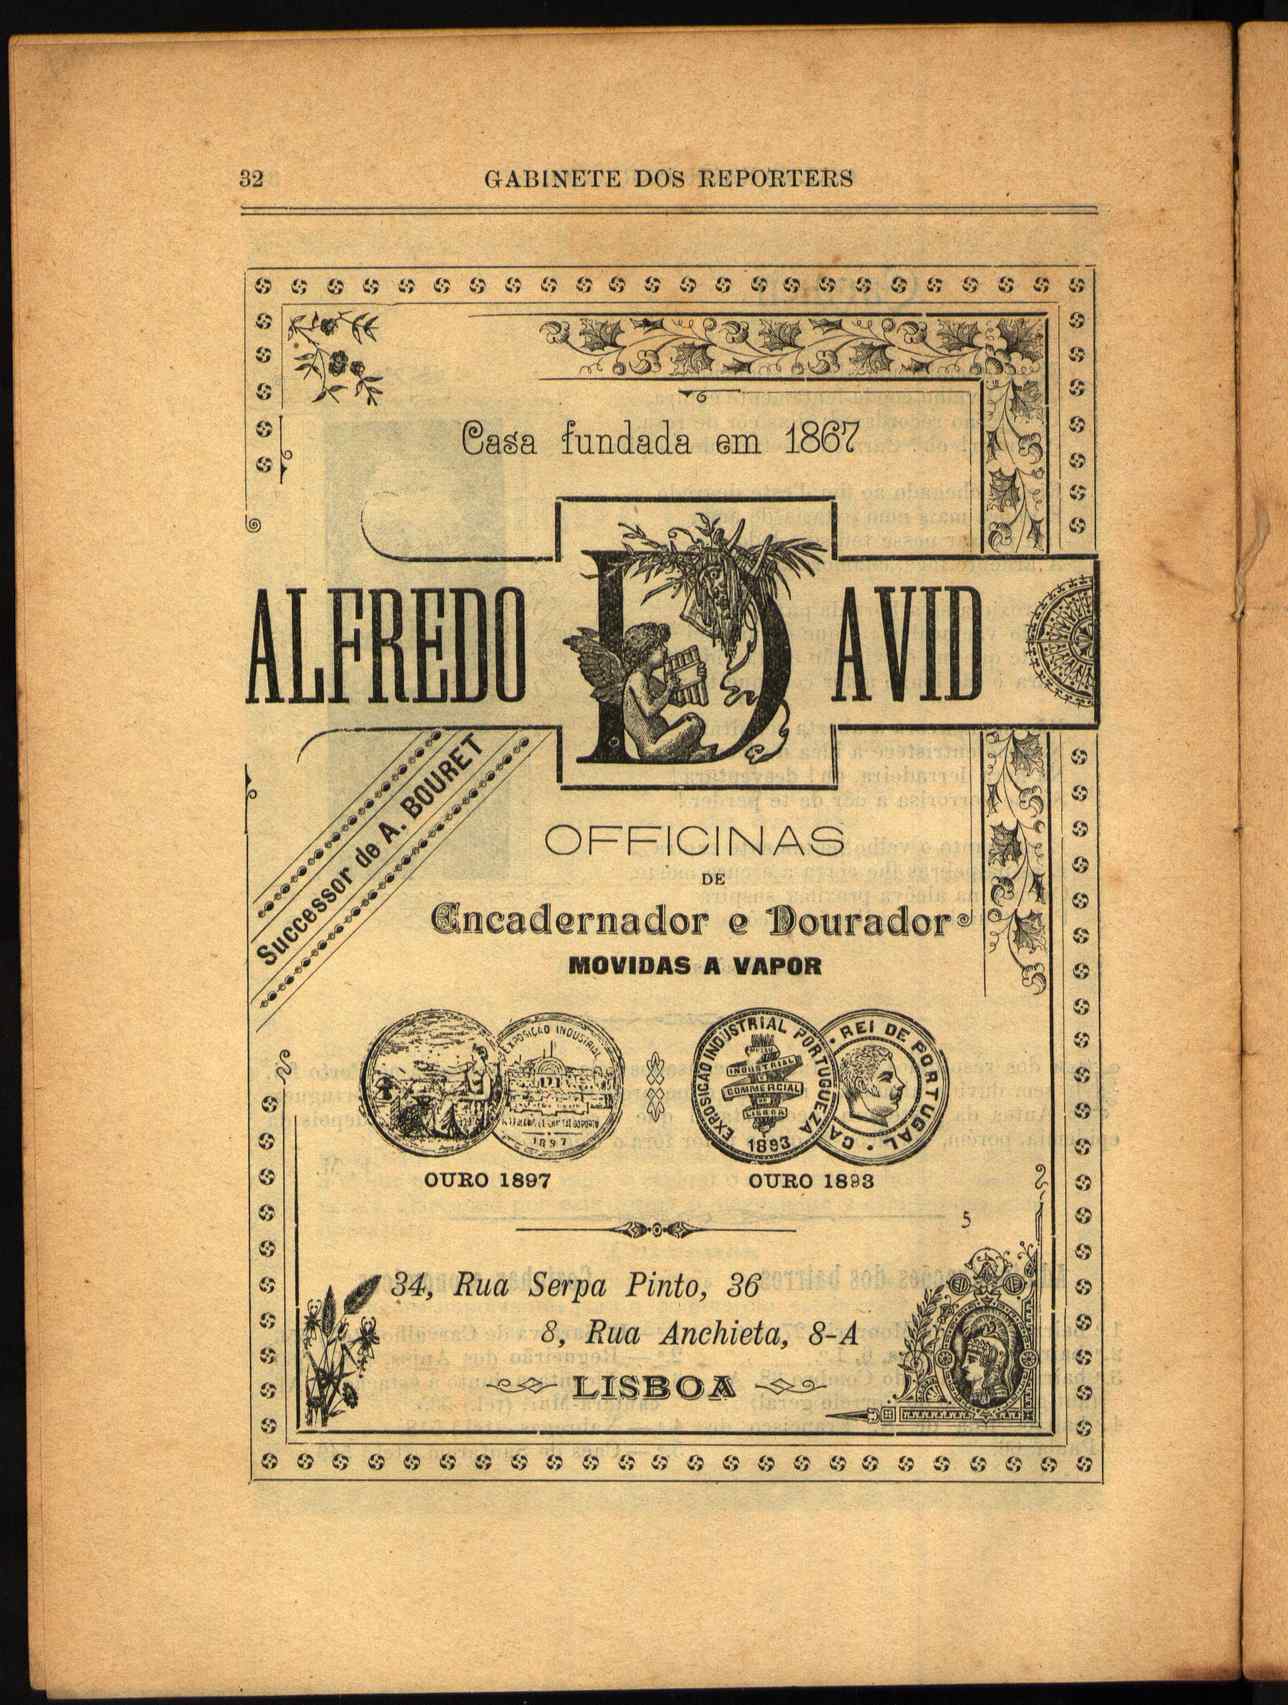 32
GABINETE DOS REPORTERS
Casa fundada em 1867
ALFREDO DAVID
Successor de A. BOURET
OFFICINAS
DE
Encadernador e Dourador
MOVIDAS A VAPOR
EXPOSIÇÃO INDUSTRIAL
1897
EXPOSIÇÃO INDUSTRIAL PORTUGUEZA
INDUSTRIAL
COMMERCIAL
LISBOA
1893
REI DE PORTUGAL
OURO 1897
OURO 1893
5
34, Rua Serpa Pinto, 36
8, Rua Anchieta, 8-A
LISBOA